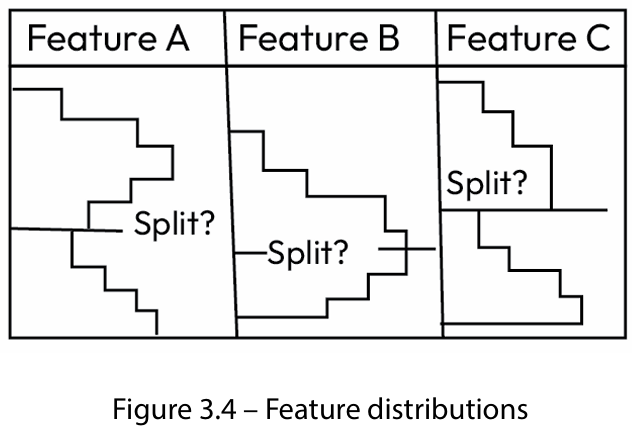 Feature A Feature B Feature C
Split?
Split?
Split?
Figure 3.4 – Feature distributions